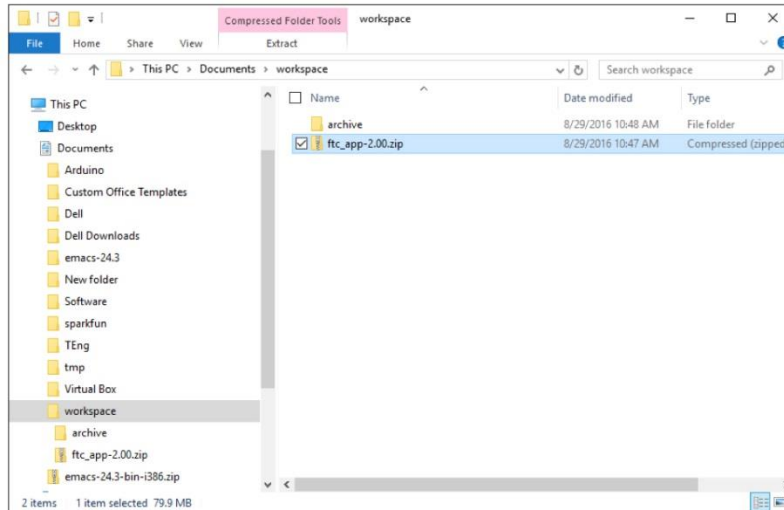 Compressed Folder Tools workspace
File Home Share View Extract
This PC > Documents > workspace Search workspace
Name Date modified Type
archive 8/29/2016 10:48 AM File folder
ftc_app-2.00.zip 8/29/2016 10:47 AM Compressed (zipped
This PC
Desktop
Documents
Arduino
Custom Office Templates
Dell
Dell Downloads
emacs-24.3
New folder
Software
sparkfun
TEng
tmp
Virtual Box
workspace
archive
ftc_app-2.00.zip
emacs-24.3-bin-i386.zip
2 items 1 item selected 79.9 MB